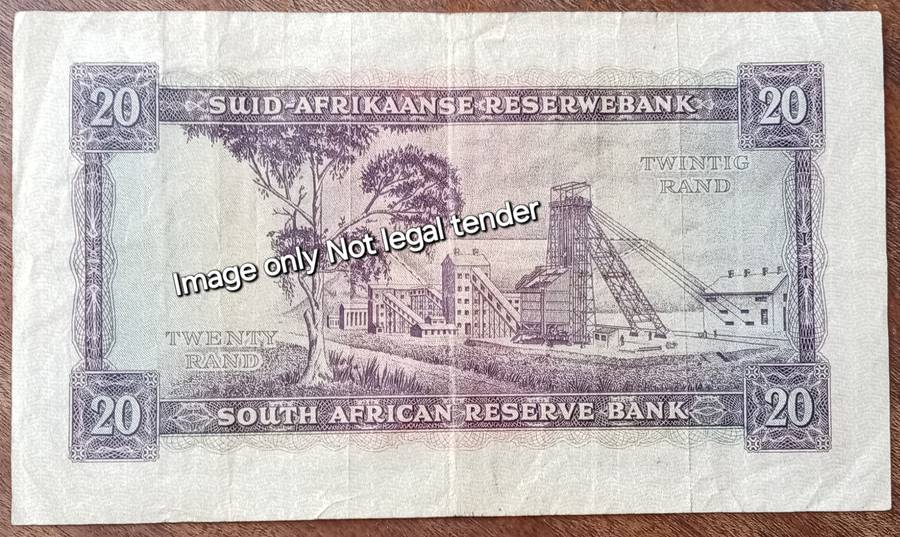 20
SUID-AFRIKAANSE RESERWEBANK
20
TWINTIG
RAND
Image only Not legal tender
TWENTY
RAND
20
SOUTH AFRICAN RESERVE BANK
20